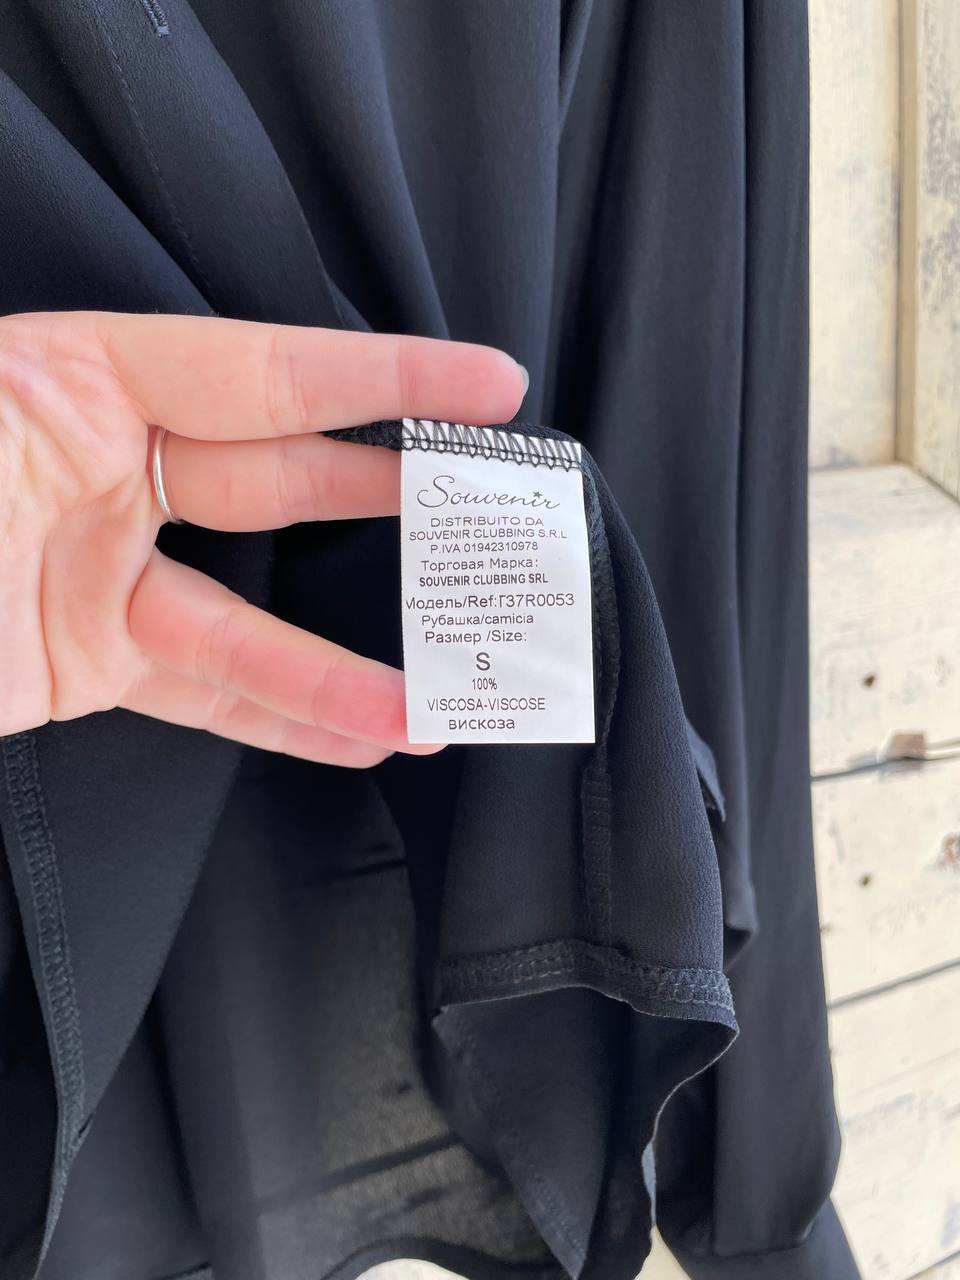 Souvenir
DISTRIBUITO DA
SOUVENIR CLUBBING S.R.L
P.IVA 01942310978
Торговая Марка:
SOUVENIR CLUBBING SRL
Модель/Ref:T37R0053
Рубашка/camicia
Размер /Size:
S
100%
VISCOSA-VISCOSE
вискоза